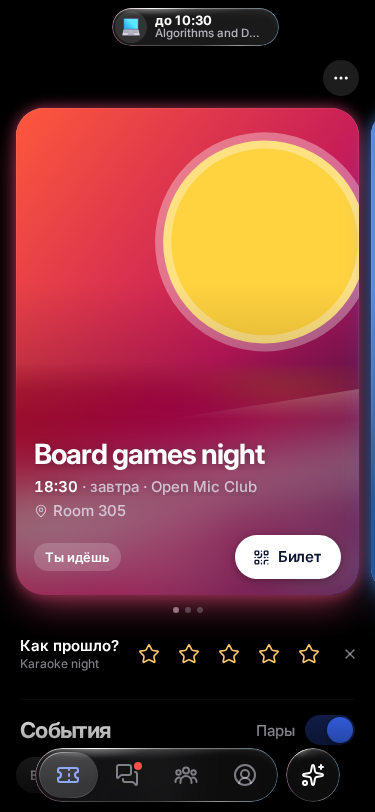 до 10:30
Algorithms and D...
Board games night
18:30 · завтра · Open Mic Club
Room 305
Ты идёшь
Билет
Как прошло?
Karaoke night
События
Пары